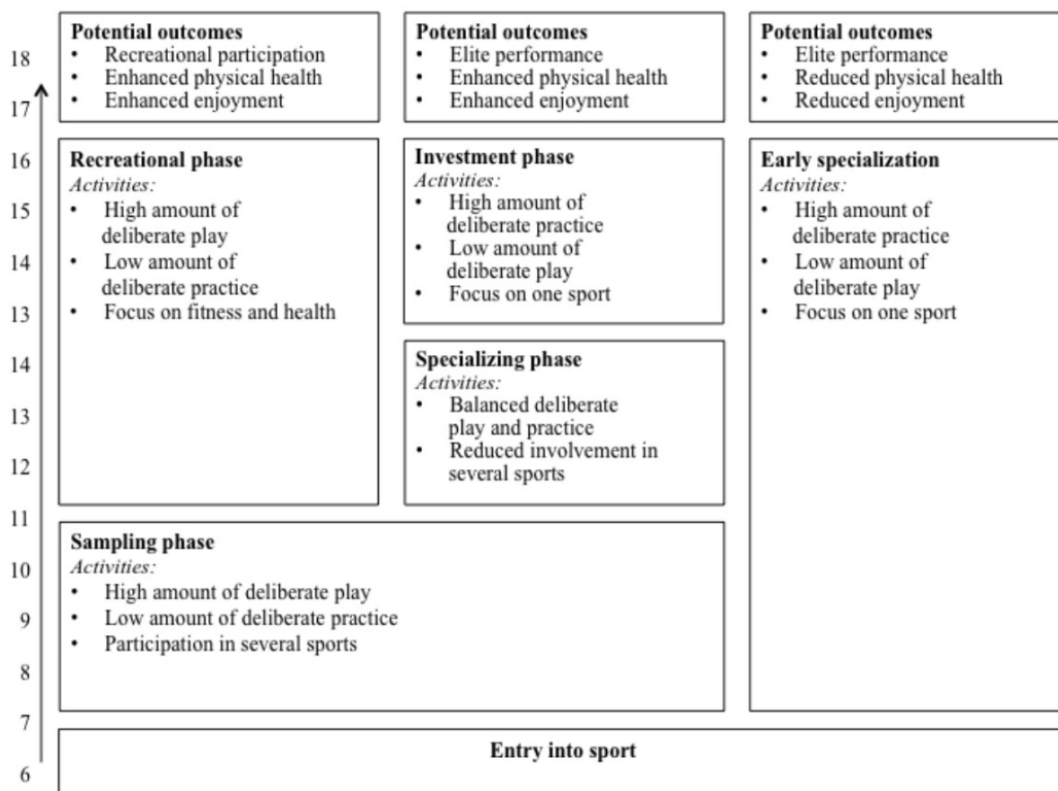 18
17
16
15
14
13
14
13
12
11
10
9
8
7
6
Potential outcomes
• Recreational participation
• Enhanced physical health
• Enhanced enjoyment
Potential outcomes
• Elite performance
• Enhanced physical health
• Enhanced enjoyment
Potential outcomes
• Elite performance
• Reduced physical health
• Reduced enjoyment
Recreational phase
Activities:
• High amount of
deliberate play
• Low amount of
deliberate practice
• Focus on fitness and health
Investment phase
Activities:
• High amount of
deliberate practice
• Low amount of
deliberate play
• Focus on one sport
Early specialization
Activities:
• High amount of
deliberate practice
• Low amount of
deliberate play
• Focus on one sport
Specializing phase
Activities:
• Balanced deliberate
play and practice
• Reduced involvement in
several sports
Sampling phase
Activities:
• High amount of deliberate play
• Low amount of deliberate practice
• Participation in several sports
Entry into sport